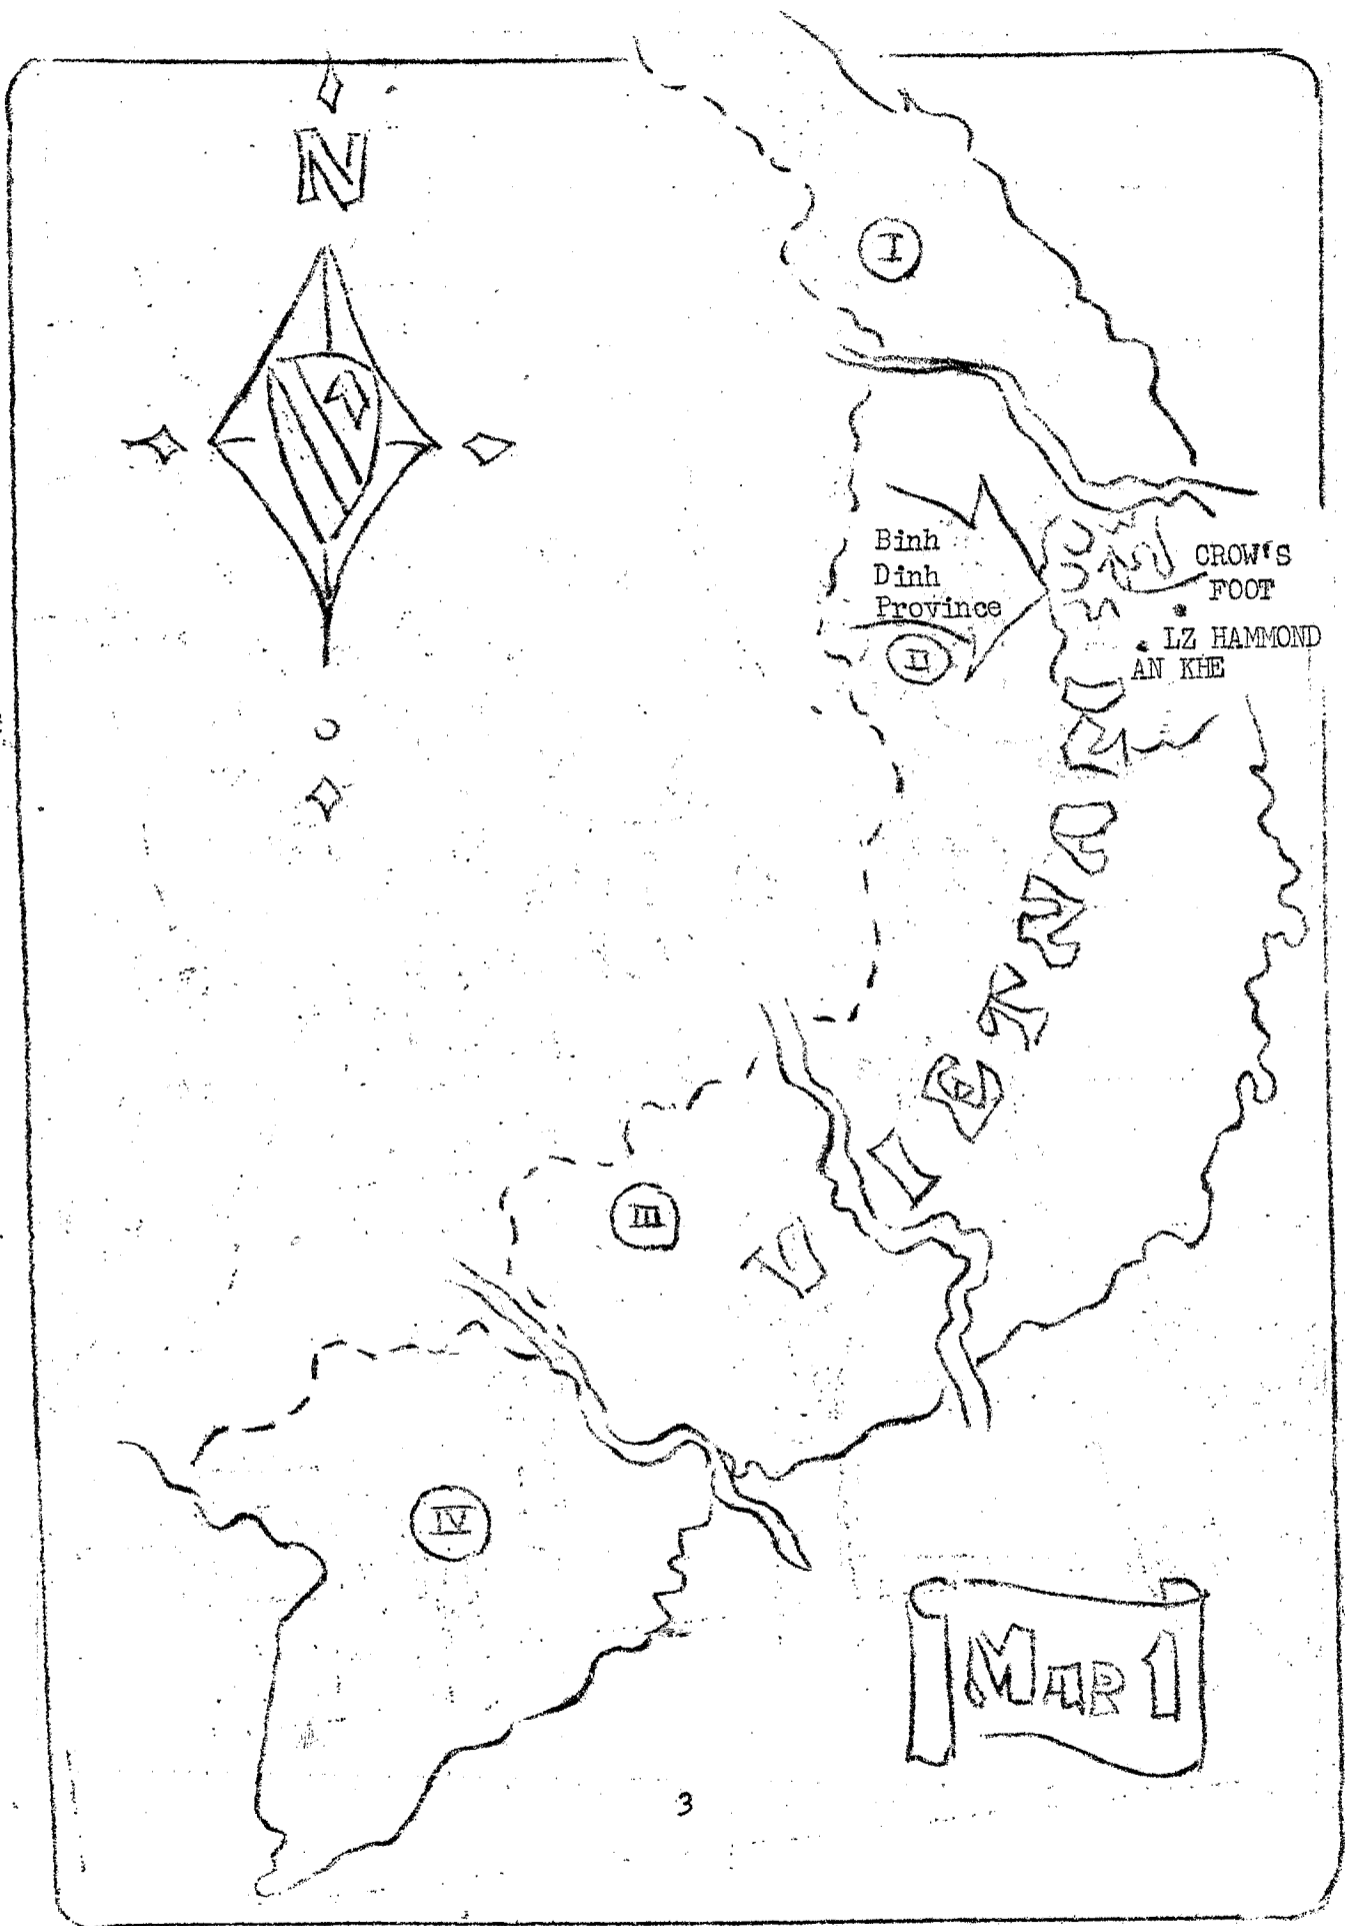 N
I
Binh
Dinh
Province
II
CROW'S
FOOT
LZ HAMMOND
AN KHE
VIETNAM
III
IV
MAP 1
3